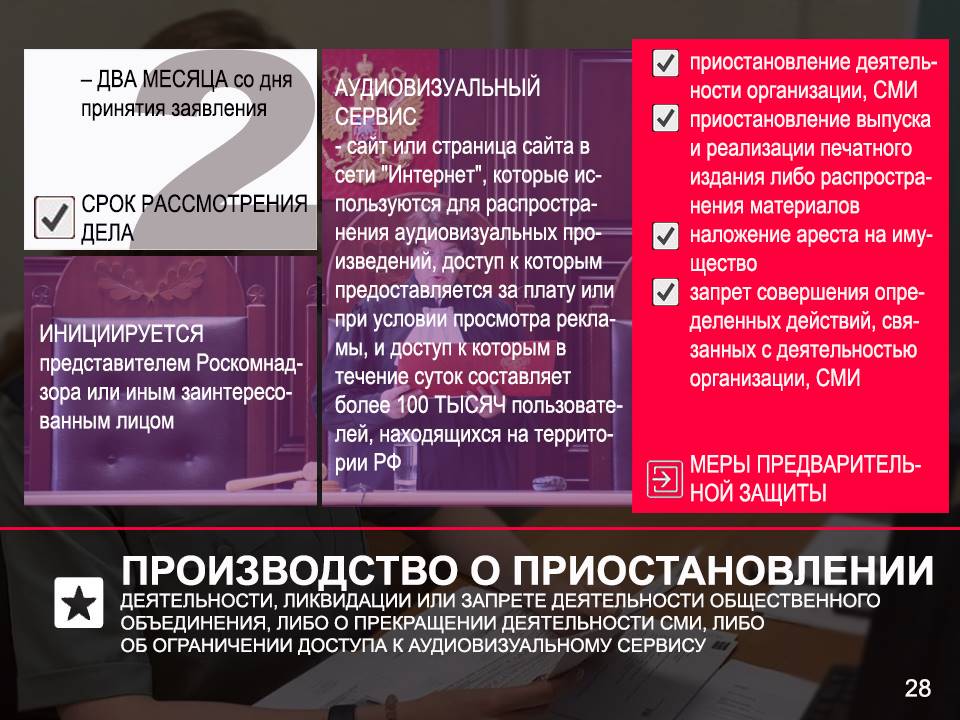 – ДВА МЕСЯЦА со дня
принятия заявления
2
СРОК РАССМОТРЕНИЯ
ДЕЛА
ИНИЦИИРУЕТСЯ
представителем Роскомнад-
зора или иным заинтересо-
ванным лицом
АУДИОВИЗУАЛЬНЫЙ
СЕРВИС
- сайт или страница сайта в
сети "Интернет", которые ис-
пользуются для распростра-
нения аудиовизуальных про-
изведений, доступ к которым
предоставляется за плату или
при условии просмотра рекла-
мы, и доступ к которым в
течение суток составляет
более 100 ТЫСЯЧ пользовате-
лей, находящихся на террито-
рии РФ
приостановление деятель-
ности организации, СМИ
приостановление выпуска
и реализации печатного
издания либо распростра-
нения материалов
наложение ареста на иму-
щество
запрет совершения опре-
деленных действий, свя-
занных с деятельностью
организации, СМИ
МЕРЫ ПРЕДВАРИТЕЛЬ-
НОЙ ЗАЩИТЫ
ПРОИЗВОДСТВО О ПРИОСТАНОВЛЕНИИ
ДЕЯТЕЛЬНОСТИ, ЛИКВИДАЦИИ ИЛИ ЗАПРЕТЕ ДЕЯТЕЛЬНОСТИ ОБЩЕСТВЕННОГО
ОБЪЕДИНЕНИЯ, ЛИБО О ПРЕКРАЩЕНИИ ДЕЯТЕЛЬНОСТИ СМИ, ЛИБО
ОБ ОГРАНИЧЕНИИ ДОСТУПА К АУДИОВИЗУАЛЬНОМУ СЕРВИСУ
28